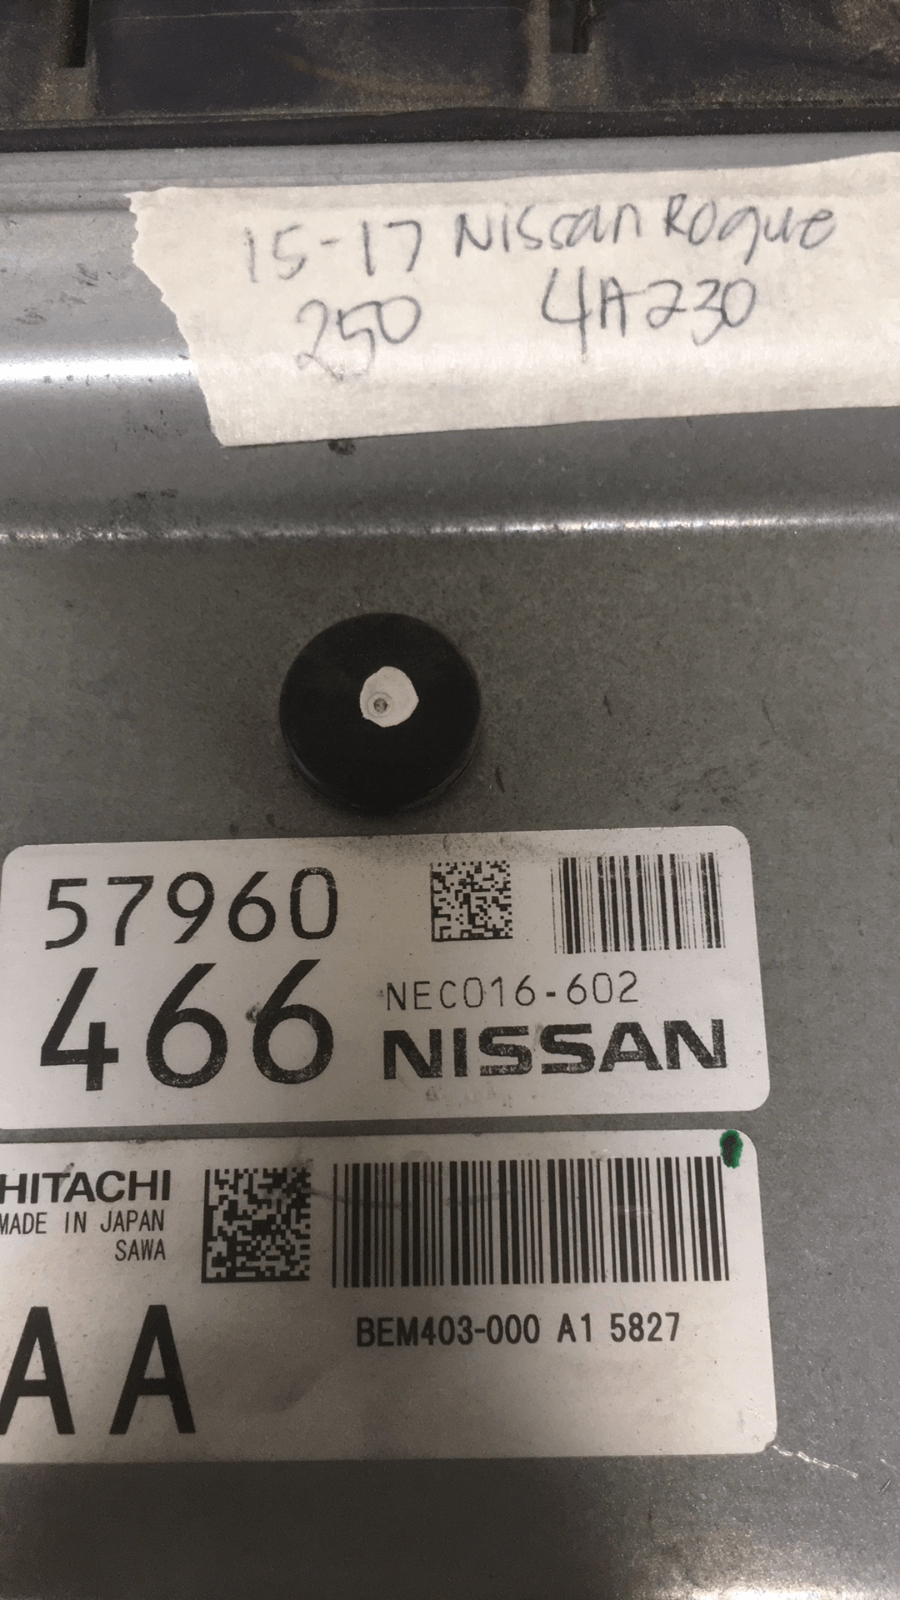 15-17 Nissan Rogue
250 4A230
57960
466
NEC016-602
NISSAN
HITACHI
MADE IN JAPAN
SAWA
AA
BEM403-000 A1 5827